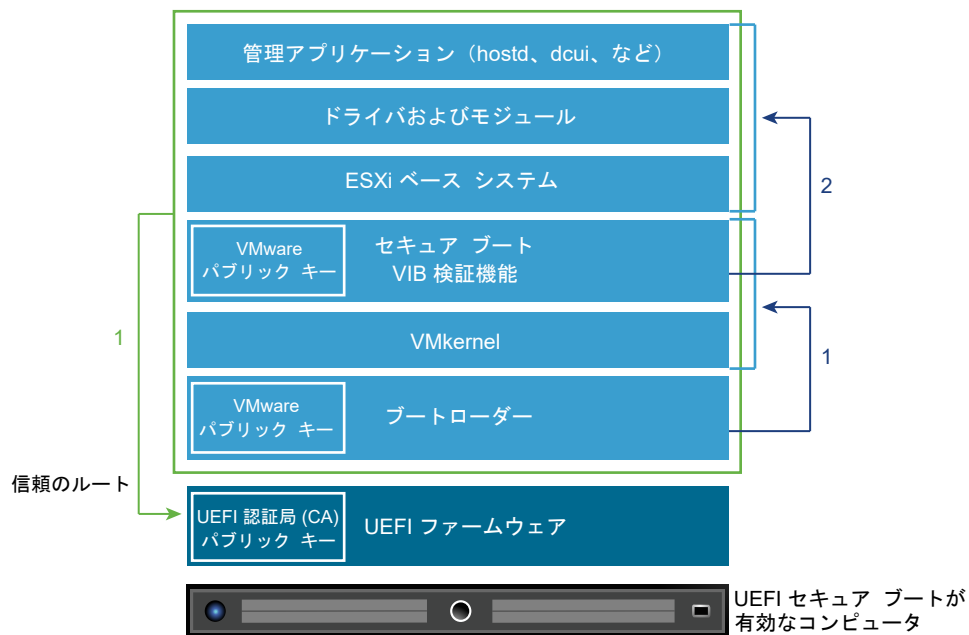 管理アプリケーション（hostd、dcui、など）
ドライバおよびモジュール
ESXi ベース システム
2
VMware
パブリック キー
セキュア ブート
VIB 検証機能
1
VMkernel
1
VMware
パブリック キー
ブートローダー
信頼のルート
UEFI 認証局 (CA)
パブリック キー
UEFI ファームウェア
UEFI セキュア ブートが
有効なコンピュータ